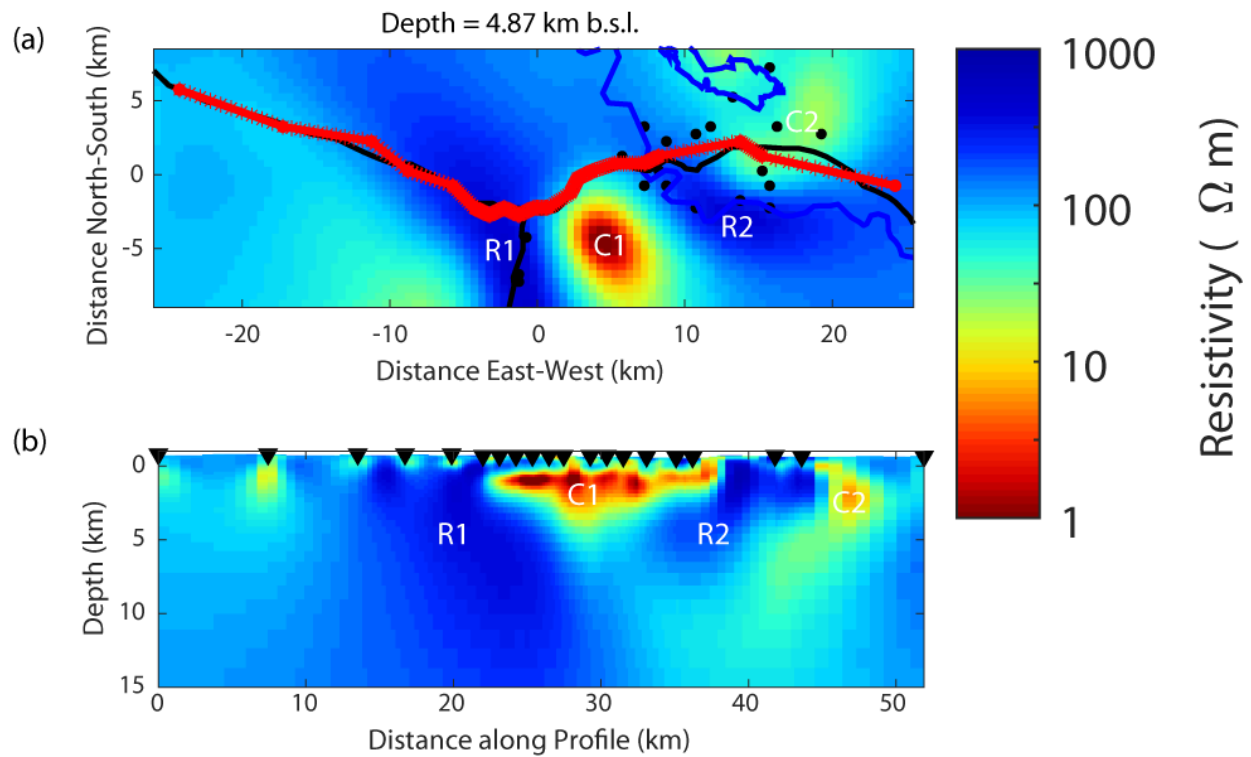 (a)
Depth = 4.87 km b.s.l.
Distance North-South (km)
5
0
-5
C2
R1
C1
R2
-20
-10
0
10
20
Distance East-West (km)
1000
100
10
1
Resistivity ( Ω m)
(b)
Depth (km)
0
5
10
15
C1
C2
R1
R2
0
10
20
30
40
50
Distance along Profile (km)